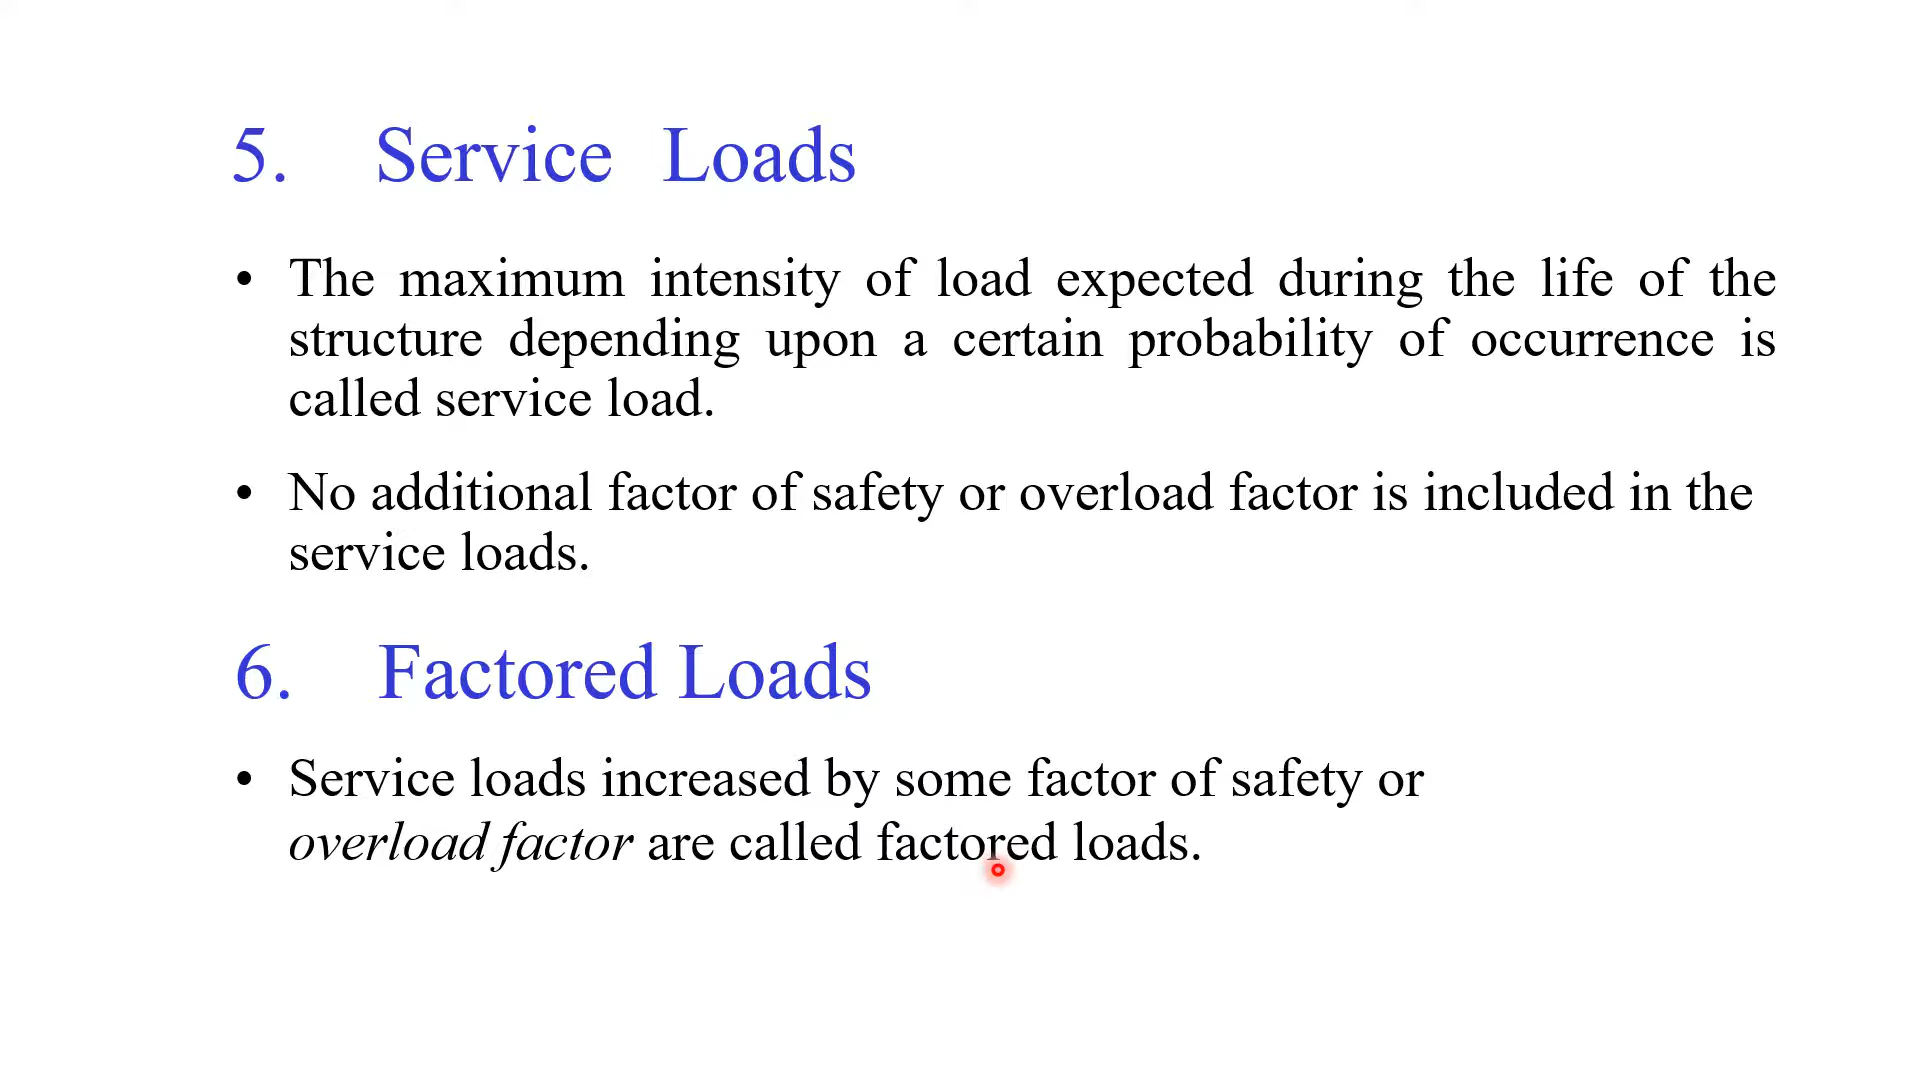 5. Service Loads
• The maximum intensity of load expected during the life of the
structure depending upon a certain probability of occurrence is
called service load.
• No additional factor of safety or overload factor is included in the
service loads.
6. Factored Loads
• Service loads increased by some factor of safety or
overload factor are called factored loads.